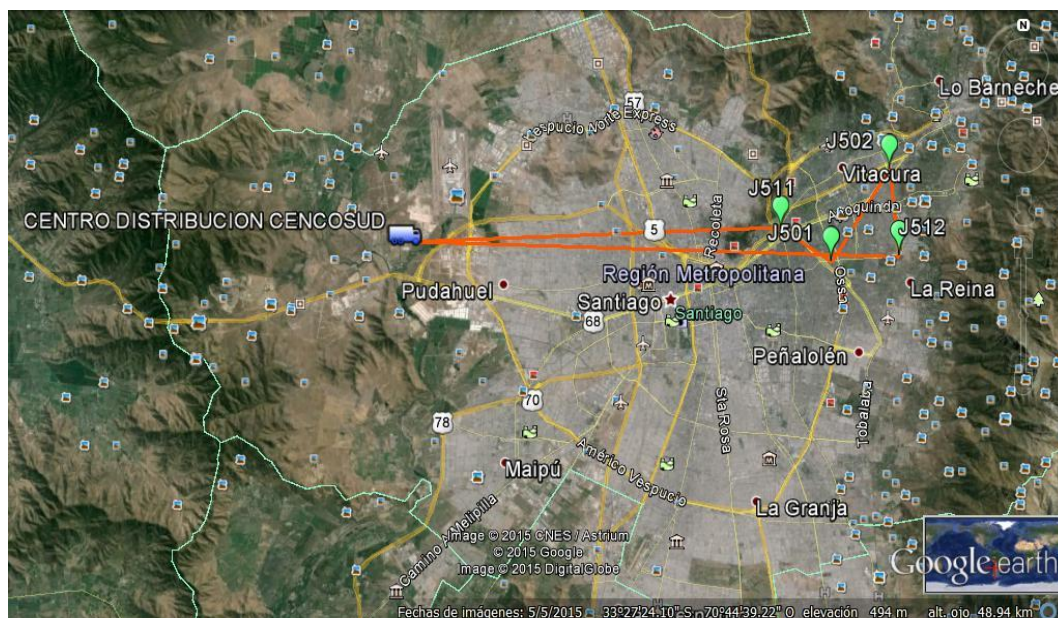 N
Lo Barneche
57
Vespucio Norte Express
J502
Vitacura
J511
Recoleta
J501
J512
CENTRO DISTRIBUCION CENCOSUD
5
Ossa
Región Metropolitana
La Reina
Pudahuel
Santiago
Santiago
68
Peñalolén
70
78
Sta Rosa
Tobalaba
Américo Vespucio
Maipú
La Granja
Camino A Melipilla
Image © 2015 CNES / Astrium
© 2015 Google
Image © 2015 DigitalGlobe
Google earth
Fechas de imágenes: 5/5/2015 33°27'24.10" S 70°44'39.22" O elevación 494 m alt. ojo 48.94 km